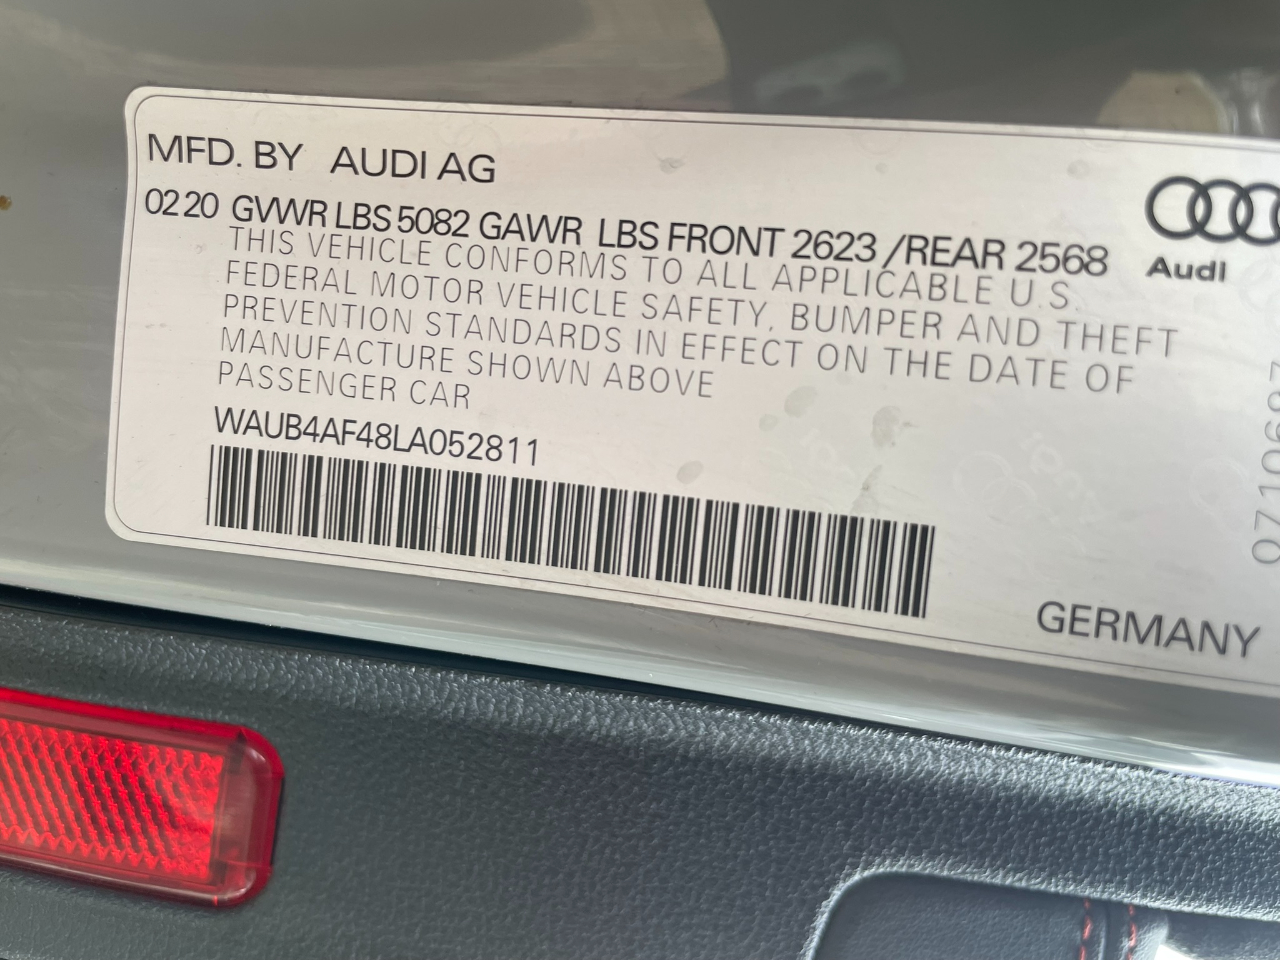 MFD. BY AUDI AG
0220 GVWR LBS 5082 GAWR LBS FRONT 2623 /REAR 2568
THIS VEHICLE CONFORMS TO ALL APPLICABLE U.S.
FEDERAL MOTOR VEHICLE SAFETY, BUMPER AND THEFT
PREVENTION STANDARDS IN EFFECT ON THE DATE OF
MANUFACTURE SHOWN ABOVE
PASSENGER CAR
WAUB4AF48LA052811
Audi
GERMANY